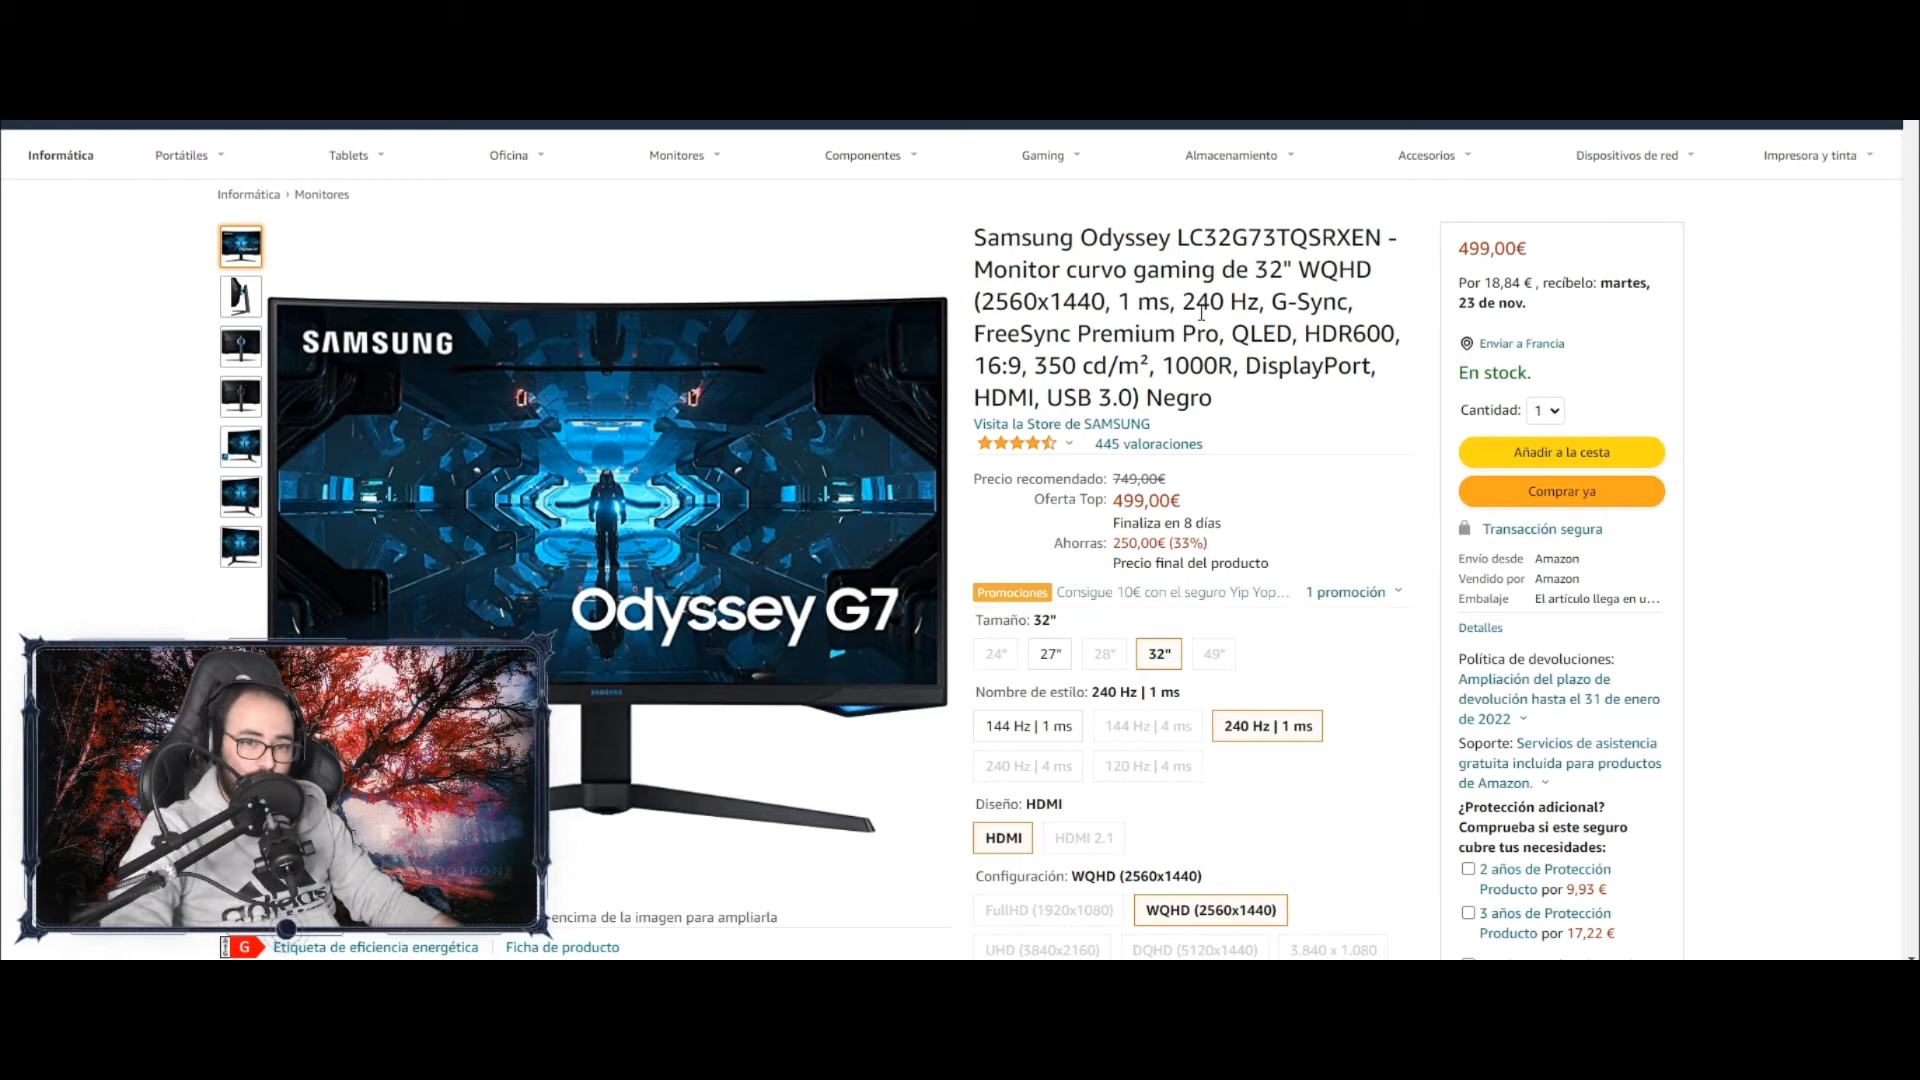 Informática
Portátiles
Tablets
Oficina
Monitores
Componentes
Gaming
Almacenamiento
Accesorios
Dispositivos de red
Impresora y tinta
Informática › Monitores
SAMSUNG
Odyssey G7
SAMSUNG
Samsung Odyssey LC32G73TQSRXEN -
Monitor curvo gaming de 32" WQHD
(2560x1440, 1 ms, 240 Hz, G-Sync,
FreeSync Premium Pro, QLED, HDR600,
16:9, 350 cd/m², 1000R, DisplayPort,
HDMI, USB 3.0) Negro
Visita la Store de SAMSUNG
445 valoraciones
Precio recomendado: 749,00€
Oferta Top: 499,00€
Finaliza en 8 días
Ahorras: 250,00€ (33%)
Precio final del producto
Promociones Consigue 10€ con el seguro Yip Yop... 1 promoción
Tamaño: 32"
24" 27" 28" 32" 49"
Nombre de estilo: 240 Hz | 1 ms
144 Hz | 1 ms 144 Hz | 4 ms 240 Hz | 1 ms
240 Hz | 4 ms 120 Hz | 4 ms
Diseño: HDMI
HDMI HDMI 2.1
Configuración: WQHD (2560x1440)
FullHD (1920x1080) WQHD (2560x1440)
UHD (3840x2160) DQHD (5120x1440) 3.840 x 1.080
499,00€
Por 18,84 € , recíbelo: martes,
23 de nov.
Enviar a Francia
En stock.
Cantidad: 1
Añadir a la cesta
Comprar ya
Transacción segura
Envío desde Amazon
Vendido por Amazon
Embalaje El artículo llega en u...
Detalles
Política de devoluciones:
Ampliación del plazo de
devolución hasta el 31 de enero
de 2022
Soporte: Servicios de asistencia
gratuita incluida para productos
de Amazon.
¿Protección adicional?
Comprueba si este seguro
cubre tus necesidades:
2 años de Protección
Producto por 9,93 €
3 años de Protección
Producto por 17,22 €
adidas
encima de la imagen para ampliarla
G Etiqueta de eficiencia energética
Ficha de producto